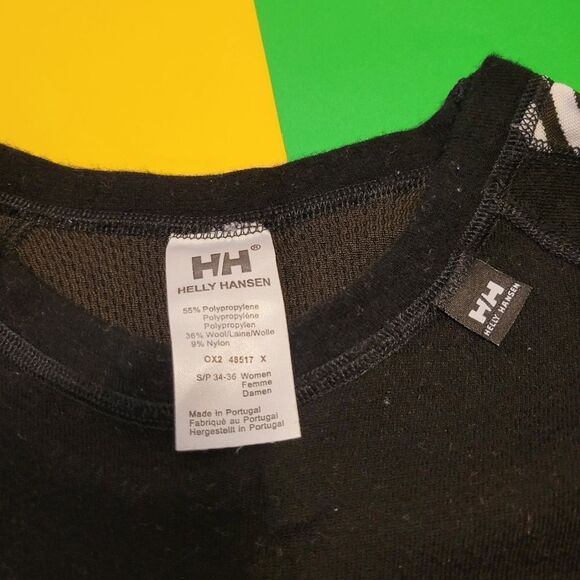 HH®
HELLY HANSEN
55% Polypropylene
Polypropylène
Polypropylen
36% Wool/Laine/Wolle
9% Nylon
CX2 48517 X
S/P 34-36 Women
Femme
Damen
Made in Portugal
Fabriqué au Portugal
Hergestellt in Portugal
HH
HELLY HANSEN